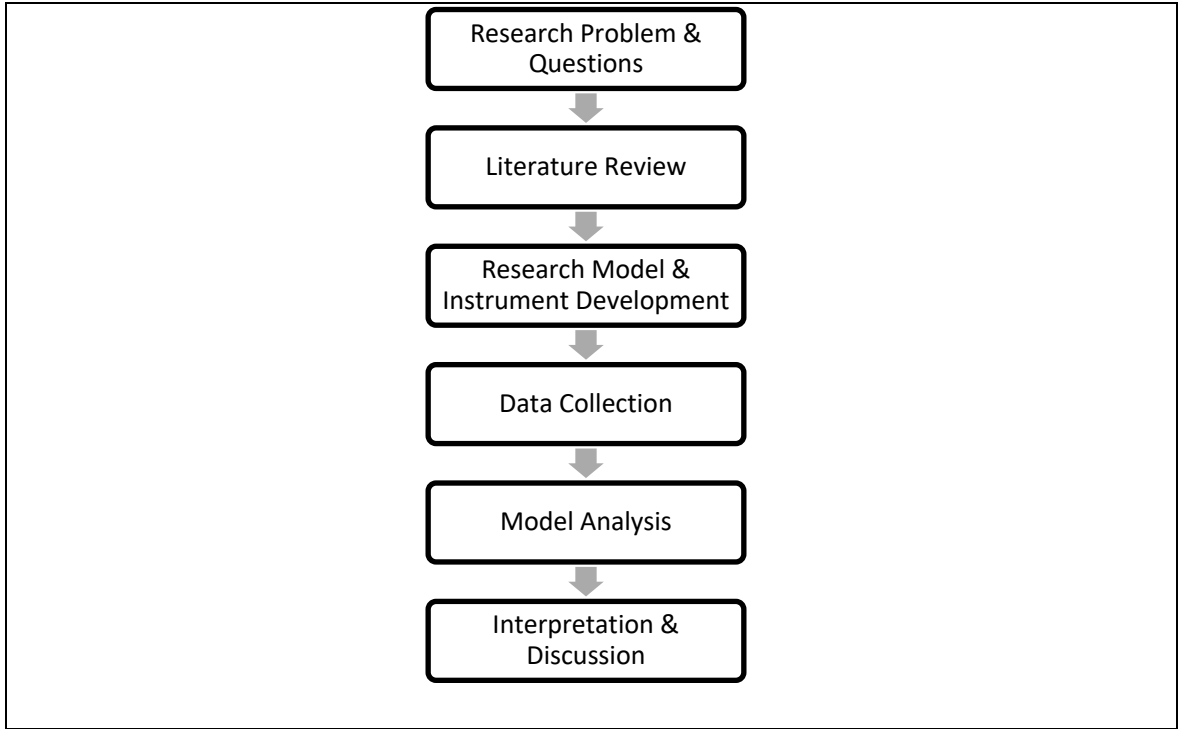 Research Problem &
Questions
Literature Review
Research Model &
Instrument Development
Data Collection
Model Analysis
Interpretation &
Discussion